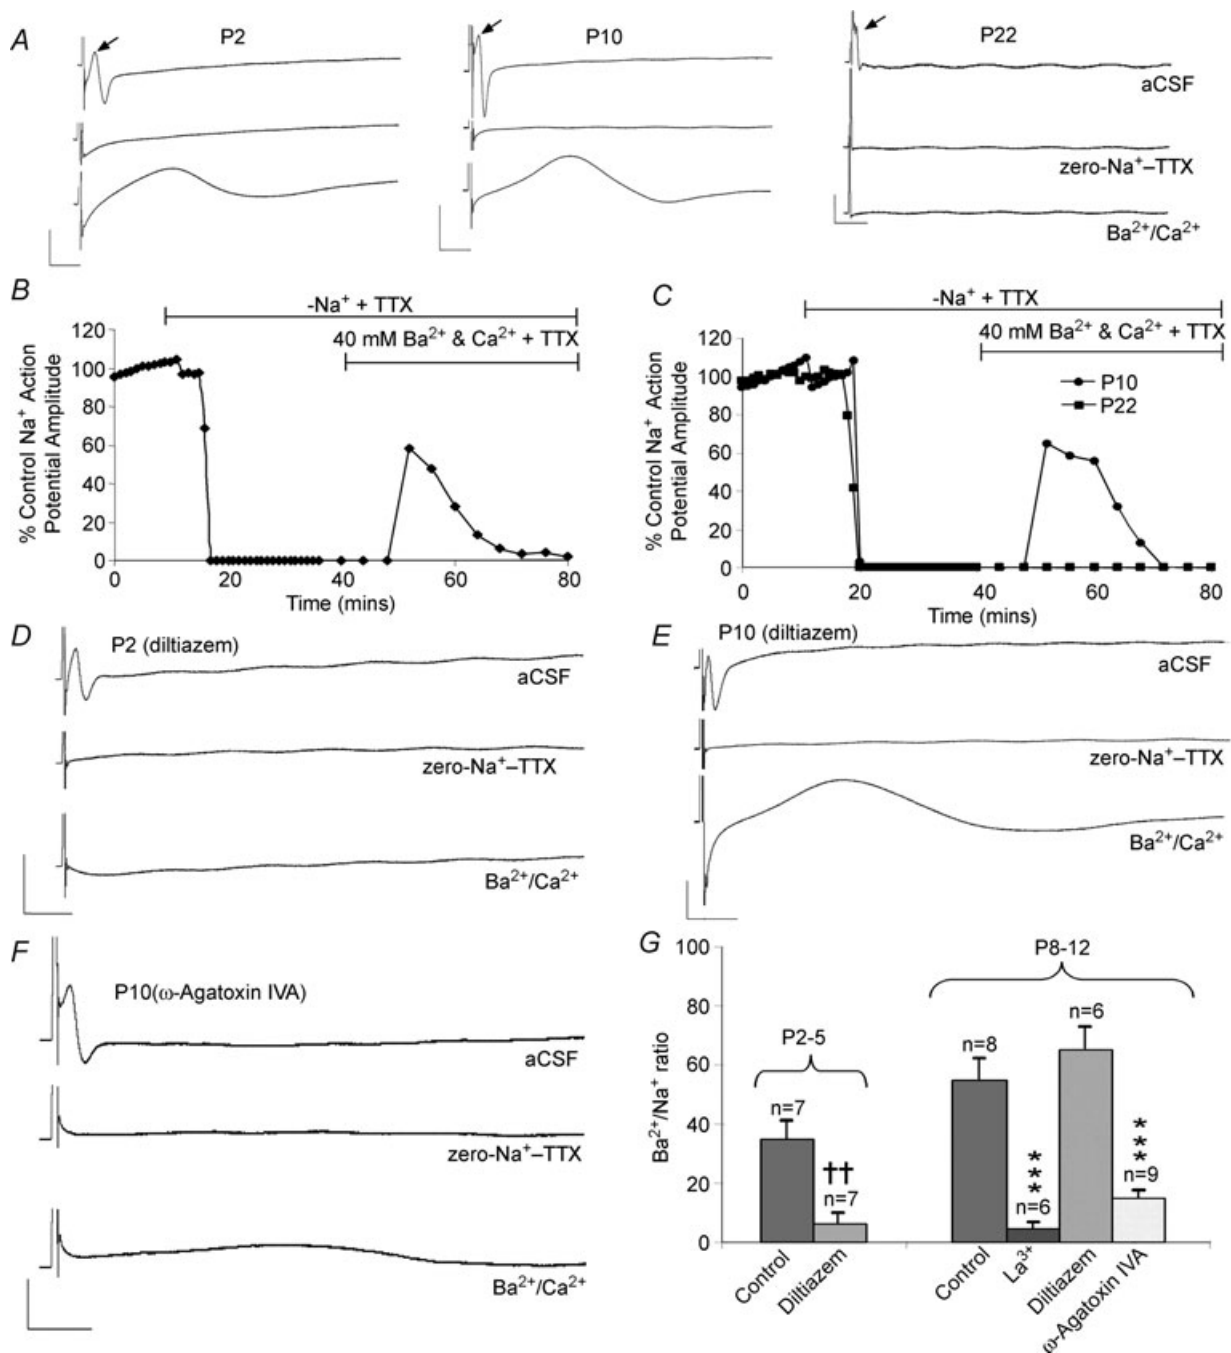 A
P2
P10
P22
aCSF
zero-Na⁺–TTX
Ba²⁺/Ca²⁺
B
-Na⁺ + TTX
40 mM Ba²⁺ & Ca²⁺ + TTX
% Control Na⁺ Action
Potential Amplitude
120
100
80
60
40
20
0
0
20
40
60
80
Time (mins)
C
-Na⁺ + TTX
40 mM Ba²⁺ & Ca²⁺ + TTX
P10
P22
% Control Na⁺ Action
Potential Amplitude
120
100
80
60
40
20
0
0
20
40
60
80
Time (mins)
D
P2 (diltiazem)
aCSF
zero-Na⁺–TTX
Ba²⁺/Ca²⁺
E
P10 (diltiazem)
aCSF
zero-Na⁺–TTX
Ba²⁺/Ca²⁺
F
P10(ω-Agatoxin IVA)
aCSF
zero-Na⁺–TTX
Ba²⁺/Ca²⁺
G
Ba²⁺/Na⁺ ratio
100
80
60
40
20
0
P2-5
n=7
††
n=7
P8-12
n=8
***
n=6
n=6
***
n=9
Control
Diltiazem
Control
La³⁺
Diltiazem
ω-Agatoxin IVA